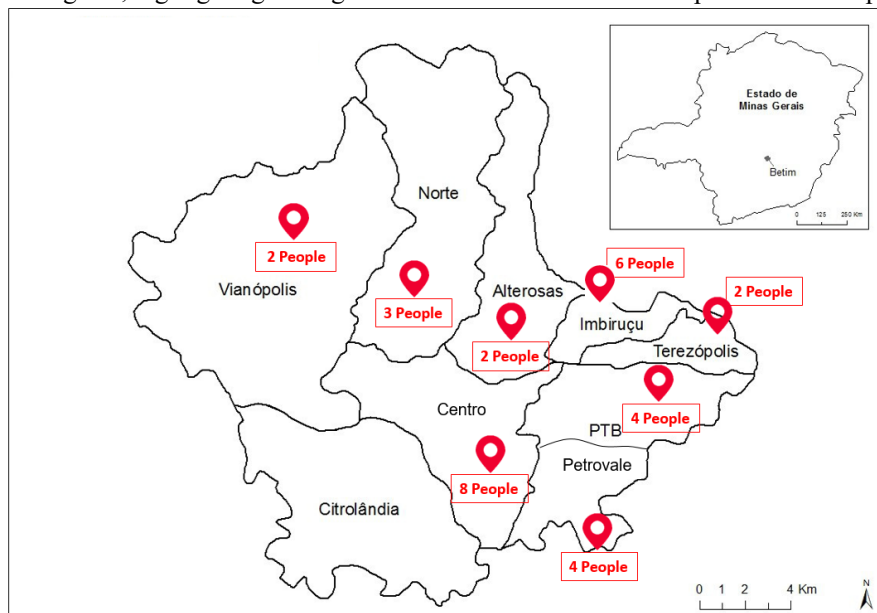 Estado de
Minas Gerais
Betim
0 125 250 Km
Norte
2 People
Vianópolis
3 People
Alterosas
6 People
2 People
Imbiruçu
2 People
Terezópolis
Centro
4 People
PTB
Petrovale
8 People
Citrolândia
4 People
0 1 2 4 Km
N